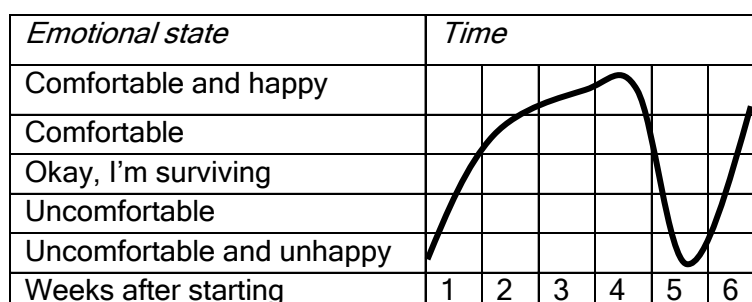 Emotional state Time
Comfortable and happy
Comfortable
Okay, I'm surviving
Uncomfortable
Uncomfortable and unhappy
Weeks after starting 1 2 3 4 5 6